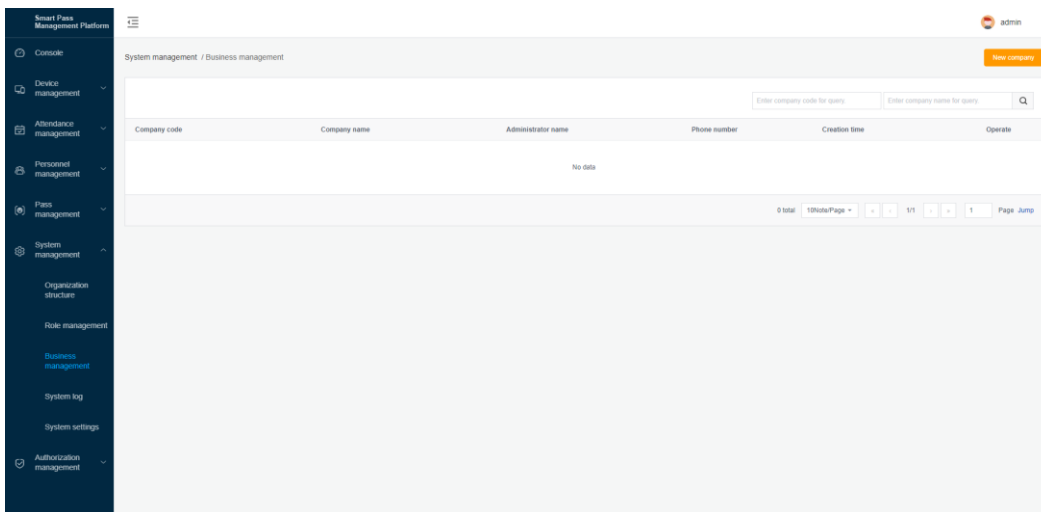 Smart Pass
Management Platform
admin
Console
System management / Business management
New company
Device
management
Enter company code for query
Enter company name for query
Attendance
management
Company code
Company name
Administrator name
Phone number
Creation time
Operate
Personnel
management
No data
Pass
management
0 total
10Note/Page
«
‹
1/1
›
»
1
Page Jump
System
management
Organization
structure
Role management
Business
management
System log
System settings
Authorization
management